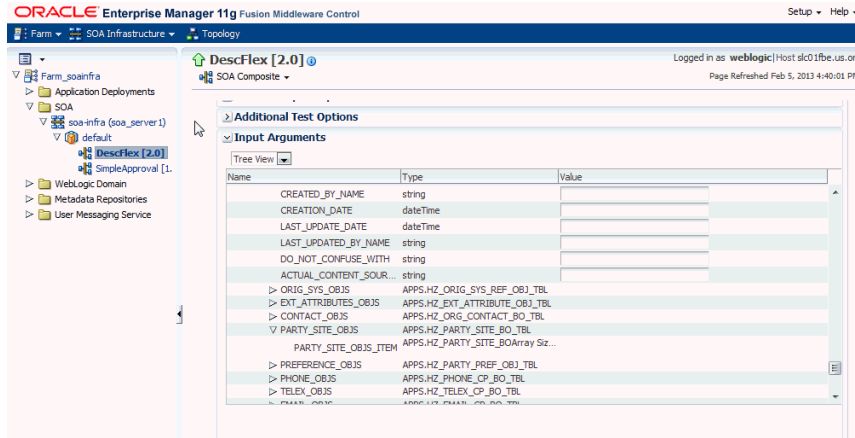 ORACLE Enterprise Manager 11g Fusion Middleware Control
Setup Help
Farm SOA Infrastructure Topology
DescFlex [2.0]
Logged in as weblogic|Host slc01fbe.us.or
SOA Composite
Page Refreshed Feb 5, 2013 4:40:01 PM
Farm_soainfra
Application Deployments
SOA
soa-infra (soa_server1)
default
DescFlex [2.0]
SimpleApproval [1.
WebLogic Domain
Metadata Repositories
User Messaging Service
Additional Test Options
Input Arguments
Tree View
Name Type Value
CREATED_BY_NAME string
CREATION_DATE dateTime
LAST_UPDATE_DATE dateTime
LAST_UPDATED_BY_NAME string
DO_NOT_CONFUSE_WITH string
ACTUAL_CONTENT_SOUR... string
ORIG_SYS_OBJS APPS.HZ_ORIG_SYS_REF_OBJ_TBL
EXT_ATTRIBUTES_OBJS APPS.HZ_EXT_ATTRIBUTE_OBJ_TBL
CONTACT_OBJS APPS.HZ_ORG_CONTACT_BO_TBL
PARTY_SITE_OBJS APPS.HZ_PARTY_SITE_BO_TBL
PARTY_SITE_OBJS_ITEM APPS.HZ_PARTY_SITE_BOArray Siz...
PREFERENCE_OBJS APPS.HZ_PARTY_PREF_OBJ_TBL
PHONE_OBJS APPS.HZ_PHONE_CP_BO_TBL
TELEX_OBJS APPS.HZ_TELEX_CP_BO_TBL
EMAIL_OBJS APPS.HZ_EMAIL_CP_BO_TBL